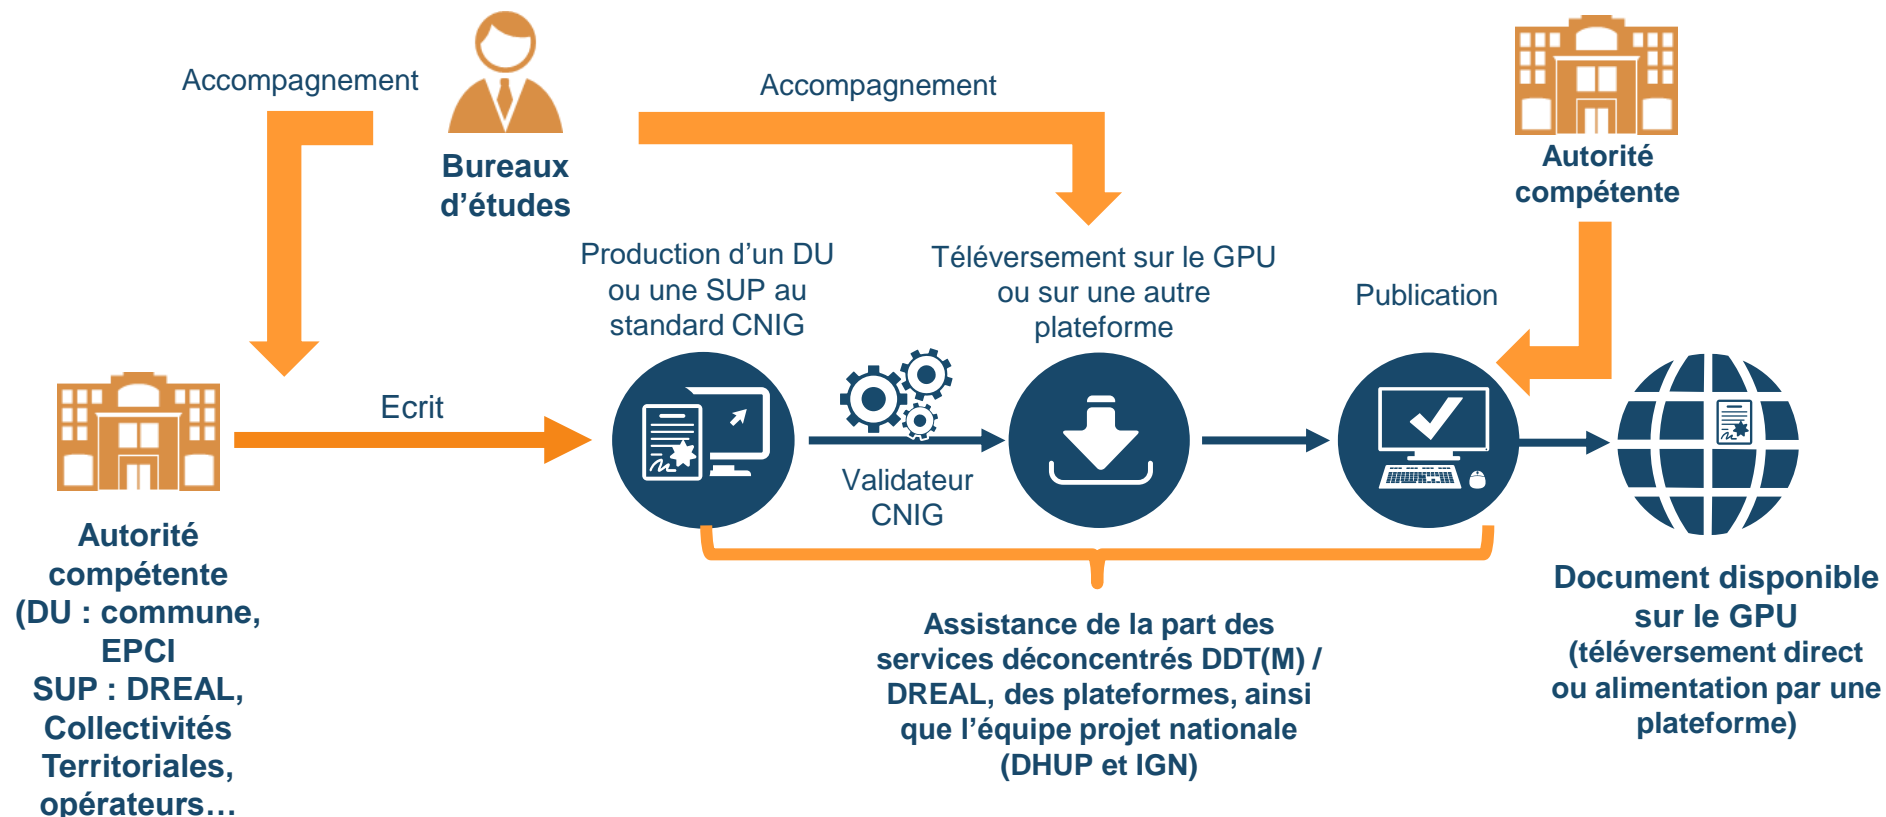 Accompagnement
Bureaux
d’études
Accompagnement
Autorité
compétente
Production d’un DU
ou une SUP au
standard CNIG
Téléversement sur le GPU
ou sur une autre
plateforme
Publication
Ecrit
Validateur
CNIG
Autorité
compétente
(DU : commune,
EPCI
SUP : DREAL,
Collectivités
Territoriales,
opérateurs…
Assistance de la part des
services déconcentrés DDT(M) /
DREAL, des plateformes, ainsi
que l’équipe projet nationale
(DHUP et IGN)
Document disponible
sur le GPU
(téléversement direct
ou alimentation par une
plateforme)